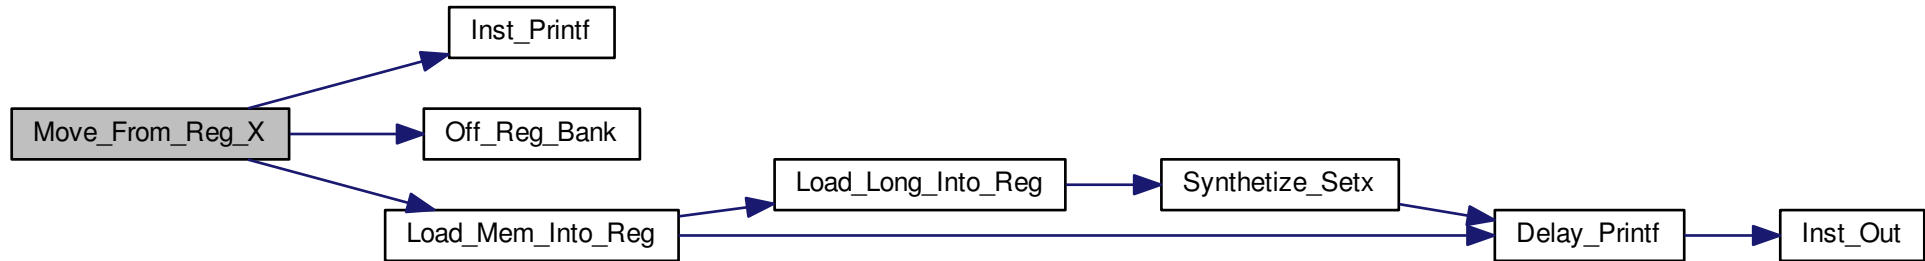 Inst_Printf
Move_From_Reg_X
Off_Reg_Bank
Load_Long_Into_Reg
Synthetize_Setx
Load_Mem_Into_Reg
Delay_Printf
Inst_Out